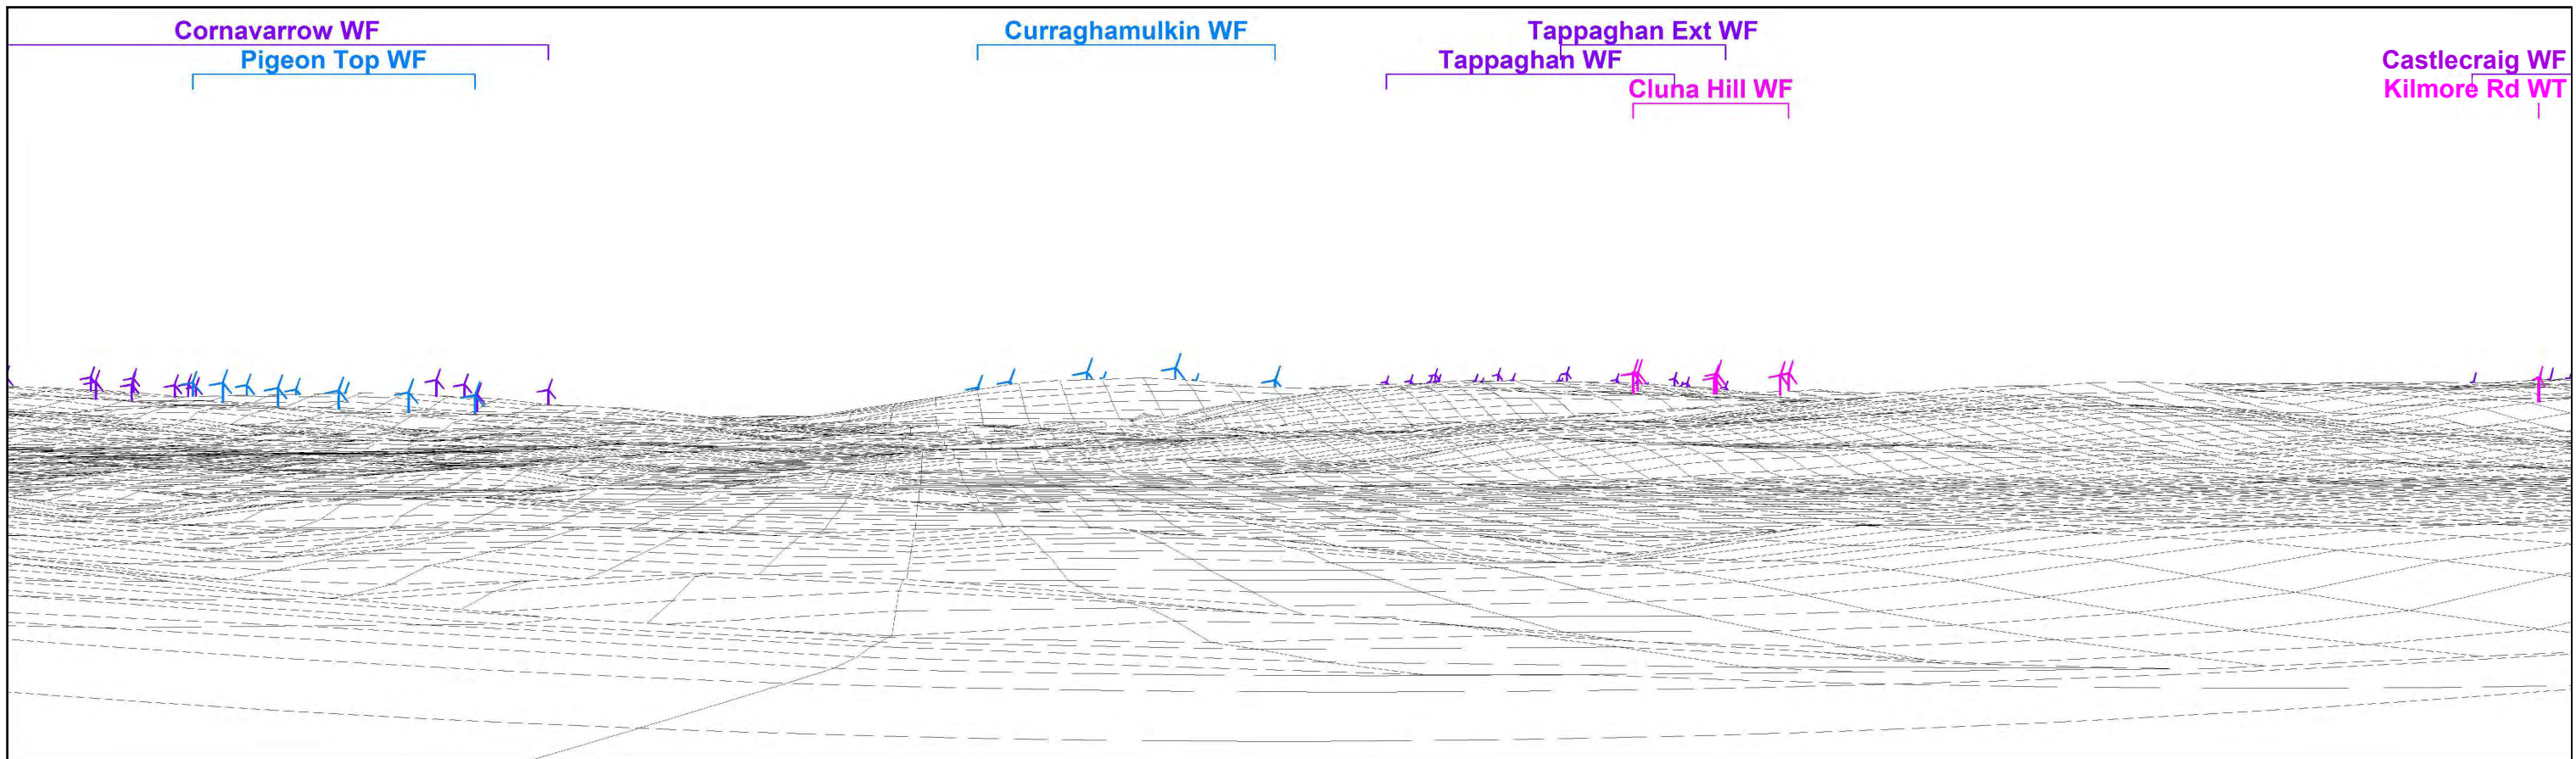 Cornavarrow WF
Pigeon Top WF
Curraghamulkin WF
Tappaghan Ext WF
Tappaghan WF
Cluna Hill WF
Castlecraig WF
Kilmore Rd WT